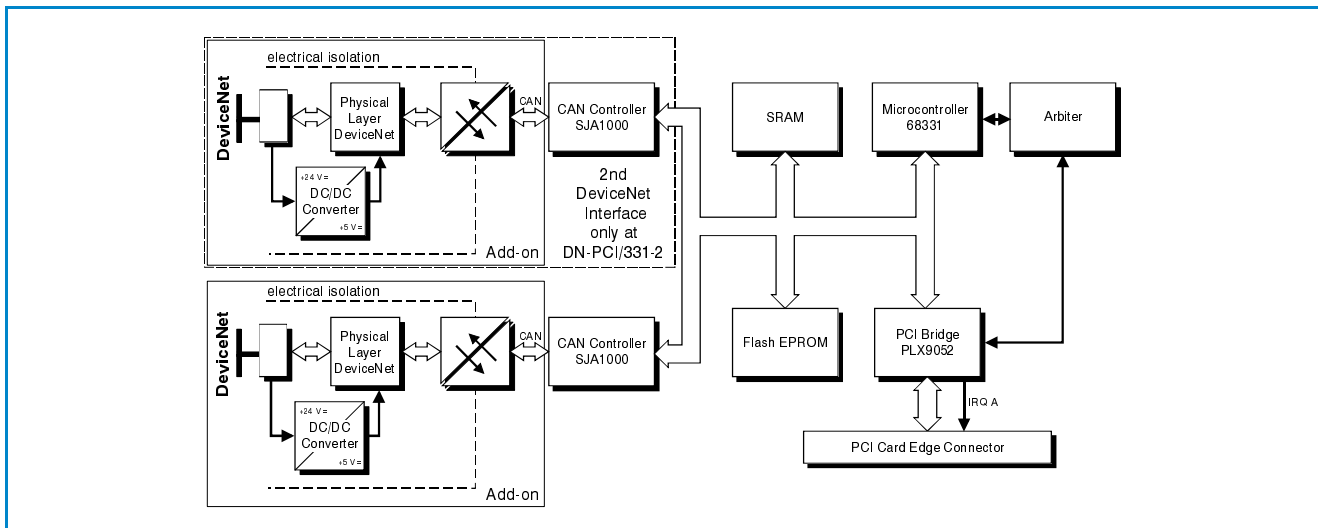 electrical isolation
DeviceNet
Physical
Layer
DeviceNet
CAN
CAN Controller
SJA1000
+24 V=
DC/DC
Converter
+5 V=
Add-on
2nd
DeviceNet
Interface
only at
DN-PCI/331-2
SRAM
Microcontroller
68331
Arbiter
electrical isolation
DeviceNet
Physical
Layer
DeviceNet
CAN
CAN Controller
SJA1000
+24 V=
DC/DC
Converter
+5 V=
Add-on
Flash EPROM
PCI Bridge
PLX9052
IRQ A
PCI Card Edge Connector